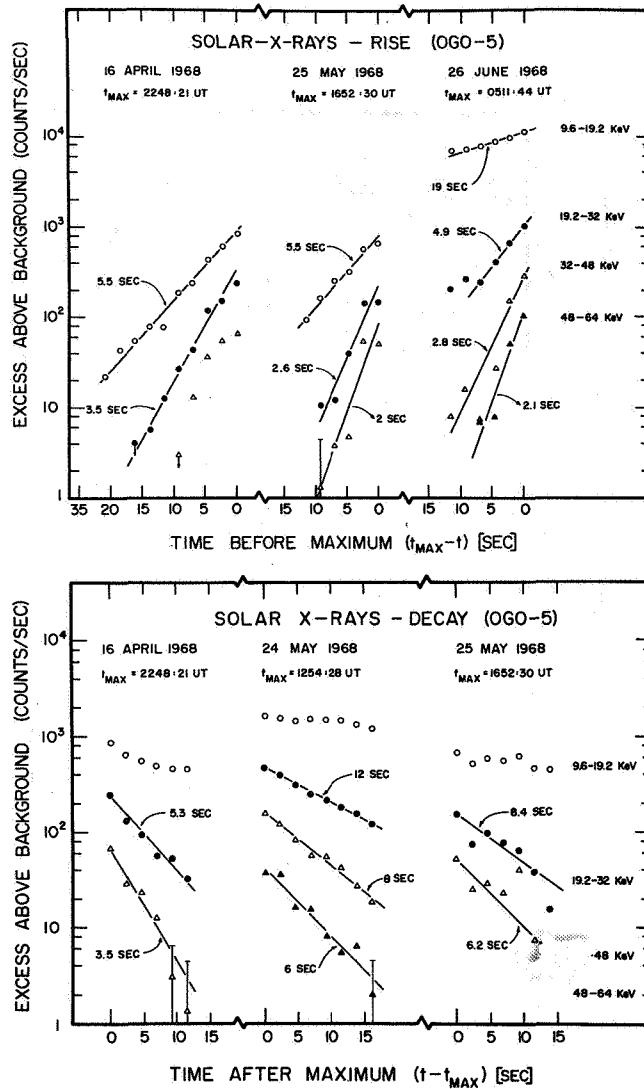 SOLAR-X-RAYS - RISE (OGO-5)
16 APRIL 1968
tMAX = 2248:21 UT
25 MAY 1968
tMAX = 1652:30 UT
26 JUNE 1968
tMAX = 0511:44 UT
EXCESS ABOVE BACKGROUND (COUNTS/SEC)
10^4
10^3
10^2
10
1
9.6-19.2 KeV
19.2-32 KeV
32-48 KeV
48-64 KeV
5.5 SEC
3.5 SEC
5.5 SEC
2.6 SEC
2 SEC
19 SEC
4.9 SEC
2.8 SEC
2.1 SEC
35 20 15 10 5 0 15 10 5 0 15 10 5 0
TIME BEFORE MAXIMUM (tMAX-t) [SEC]
SOLAR X-RAYS - DECAY (OGO-5)
16 APRIL 1968
tMAX = 2248:21 UT
24 MAY 1968
tMAX = 1254:28 UT
25 MAY 1968
tMAX = 1652:30 UT
EXCESS ABOVE BACKGROUND (COUNTS/SEC)
10^4
10^3
10^2
10
1
9.6-19.2 KeV
19.2-32 KeV
-48 KeV
48-64 KeV
5.3 SEC
3.5 SEC
12 SEC
8 SEC
6 SEC
8.4 SEC
6.2 SEC
0 5 10 15 0 5 10 15 0 5 10 15
TIME AFTER MAXIMUM (t-tMAX) [SEC]